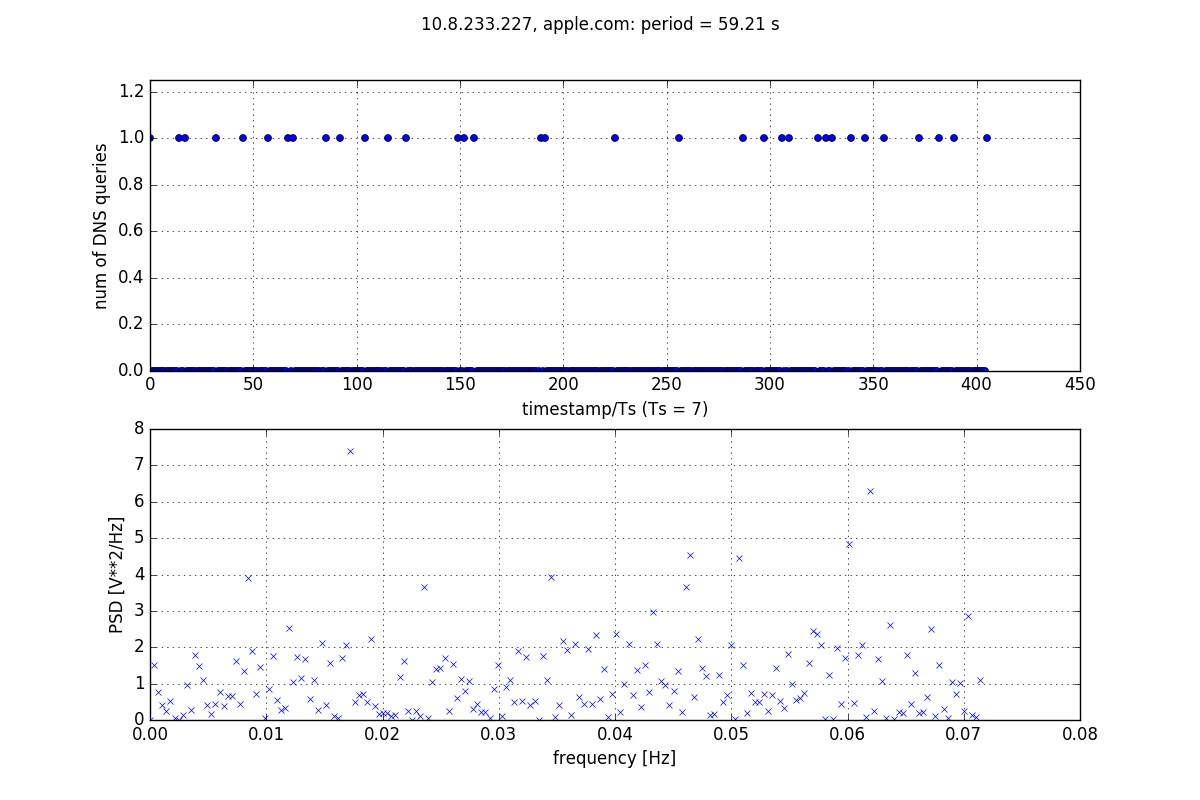 10.8.233.227, apple.com: period = 59.21 s
1.2
1.0
0.8
0.6
0.4
0.2
0.0
num of DNS queries
0 50 100 150 200 250 300 350 400 450
timestamp/Ts (Ts = 7)
8
7
6
5
4
3
2
1
0
PSD [V**2/Hz]
0.00 0.01 0.02 0.03 0.04 0.05 0.06 0.07 0.08
frequency [Hz]